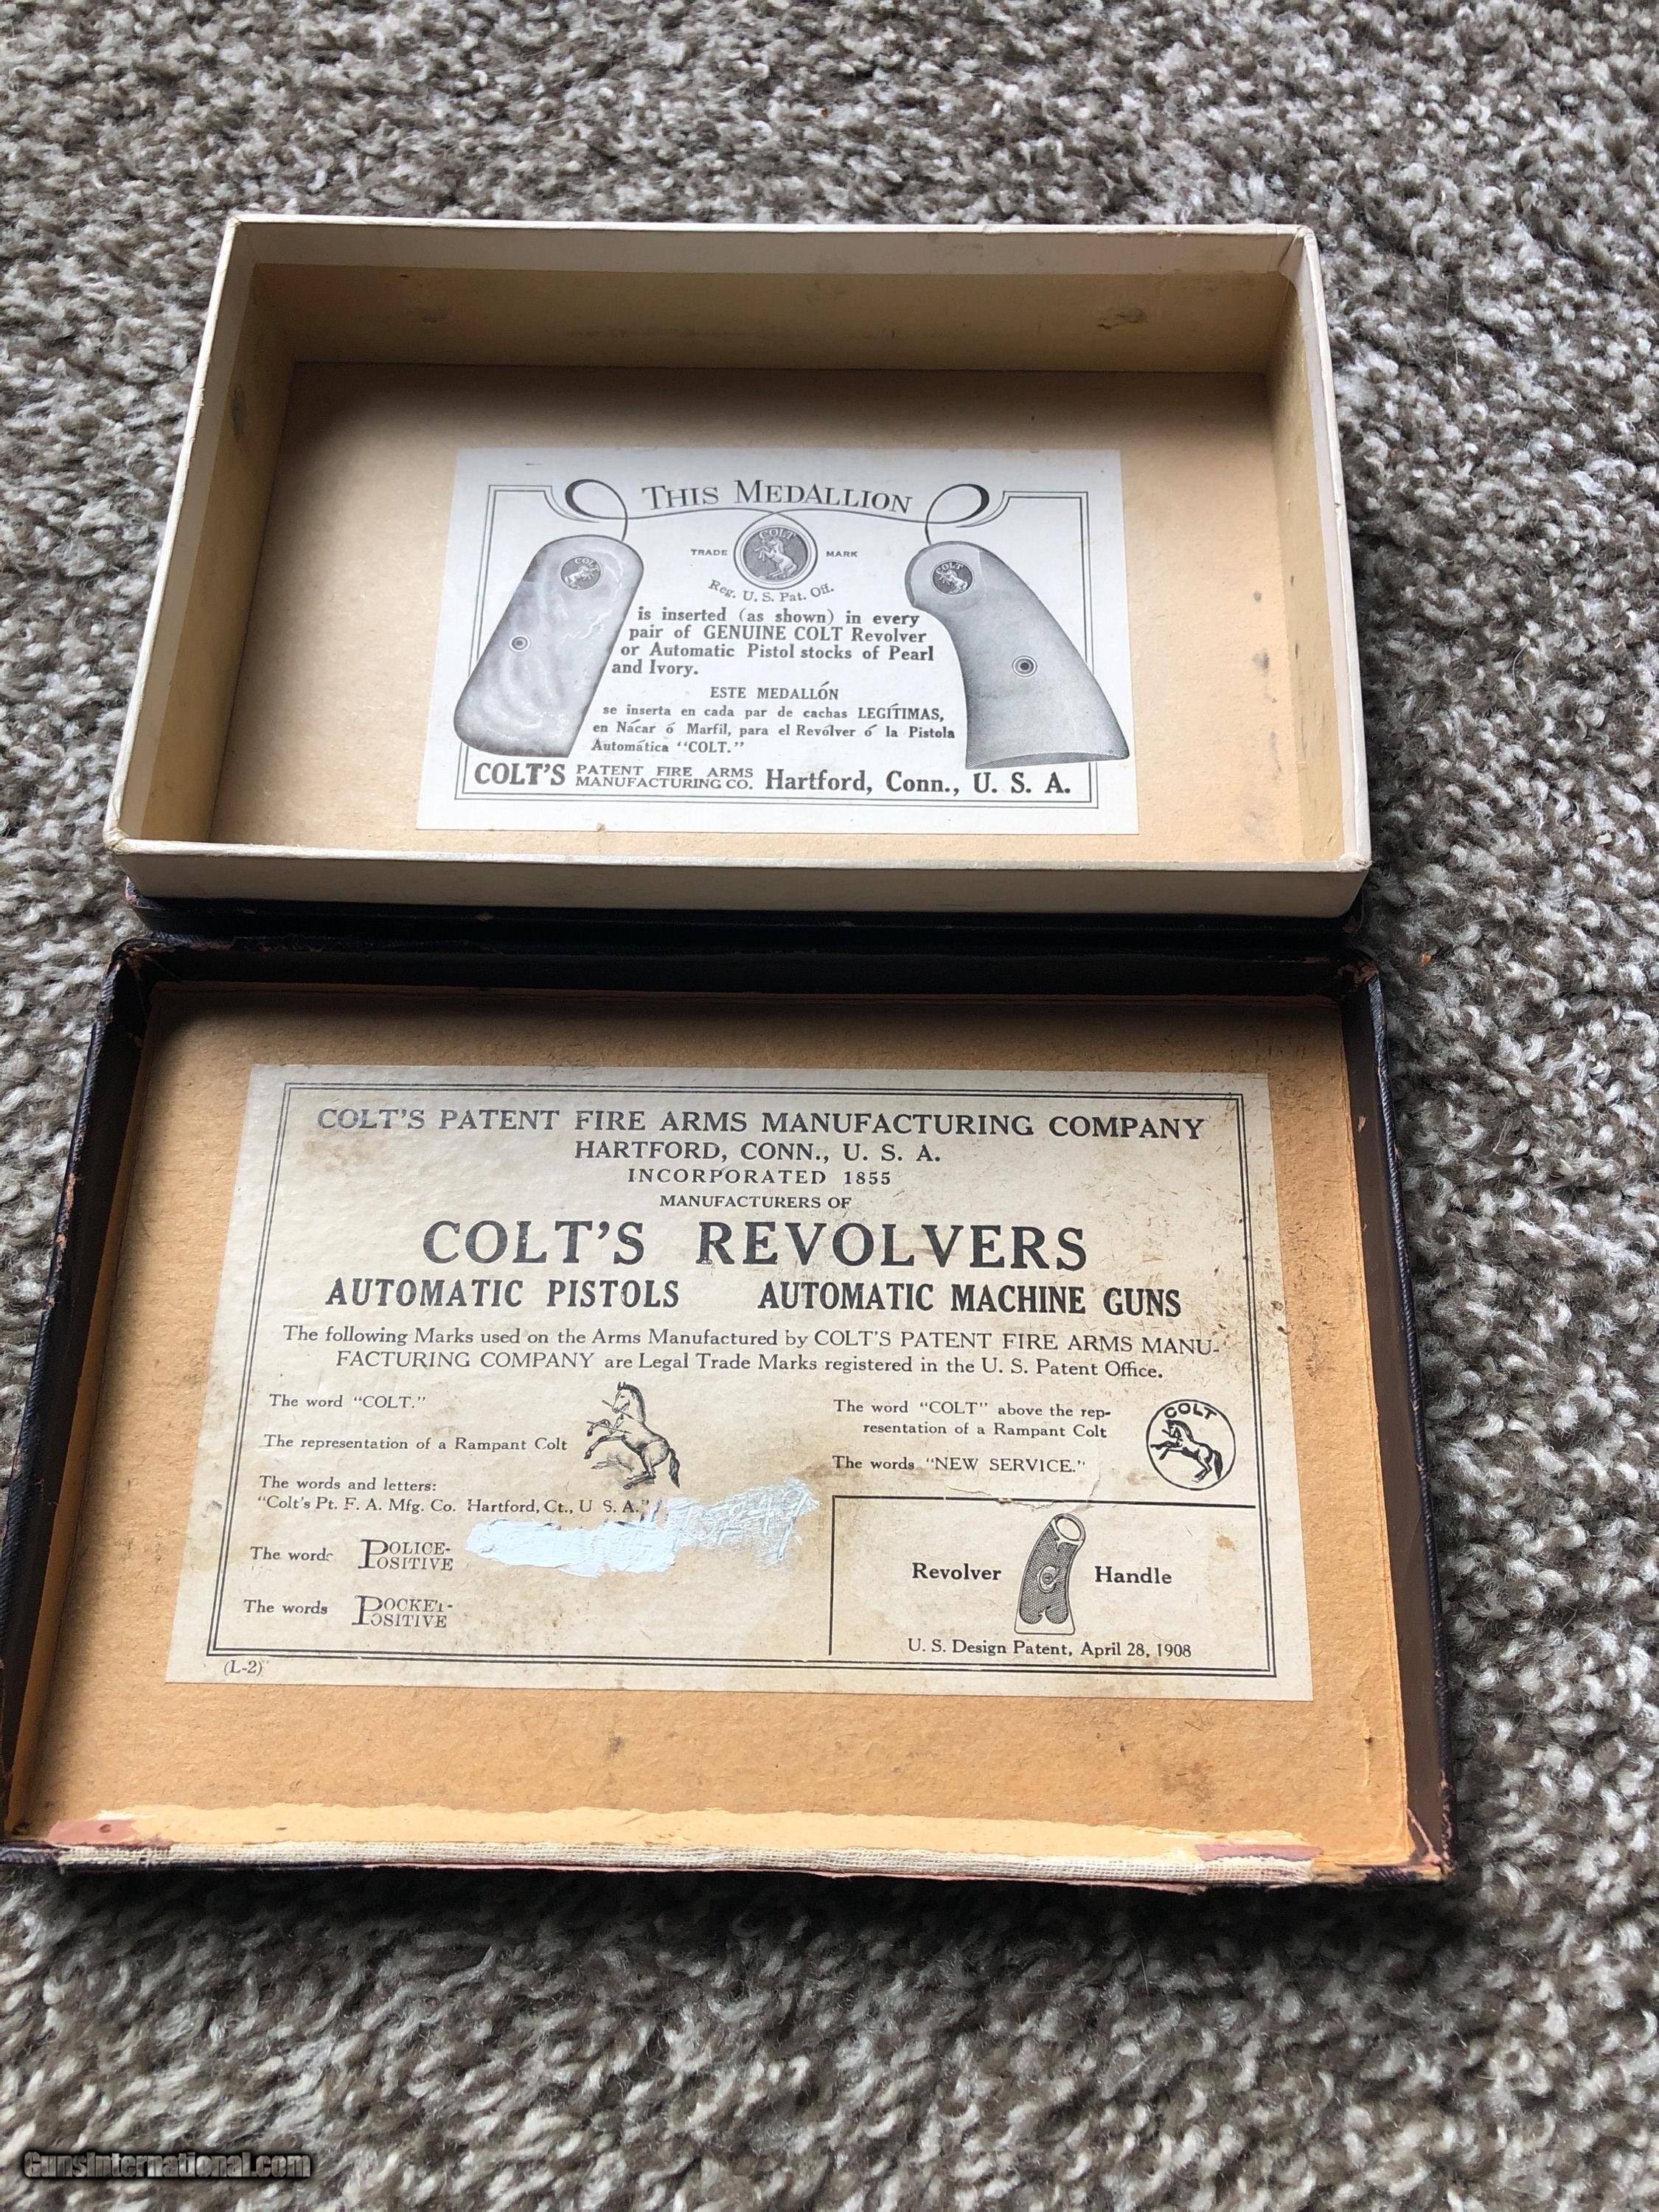 THIS MEDALLION
COLT
TRADE MARK
Reg. U. S. Pat. Off.
COLT
COLT
is inserted (as shown) in every
pair of GENUINE COLT Revolver
or Automatic Pistol stocks of Pearl
and Ivory.
ESTE MEDALLÓN
se inserta en cada par de cachas LEGÍTIMAS,
en Nácar ó Marfil, para el Revólver ó la Pistola
Automática "COLT."
COLT'S PATENT FIRE ARMS MANUFACTURING CO. Hartford, Conn., U. S. A.
COLT'S PATENT FIRE ARMS MANUFACTURING COMPANY
HARTFORD, CONN., U. S. A.
INCORPORATED 1855
MANUFACTURERS OF
COLT'S REVOLVERS
AUTOMATIC PISTOLS AUTOMATIC MACHINE GUNS
The following Marks used on the Arms Manufactured by COLT'S PATENT FIRE ARMS MANU-
FACTURING COMPANY are Legal Trade Marks registered in the U. S. Patent Office.
The word "COLT."
The representation of a Rampant Colt
The words and letters:
"Colt's Pt. F. A. Mfg. Co. Hartford, Ct., U S. A."
The words POLICE-
POSITIVE
The words POCKET-
POSITIVE
The word "COLT" above the rep-
resentation of a Rampant Colt
COLT
The words "NEW SERVICE."
Revolver Handle
U. S. Design Patent, April 28, 1908
(L-2)
GunsInternational.com